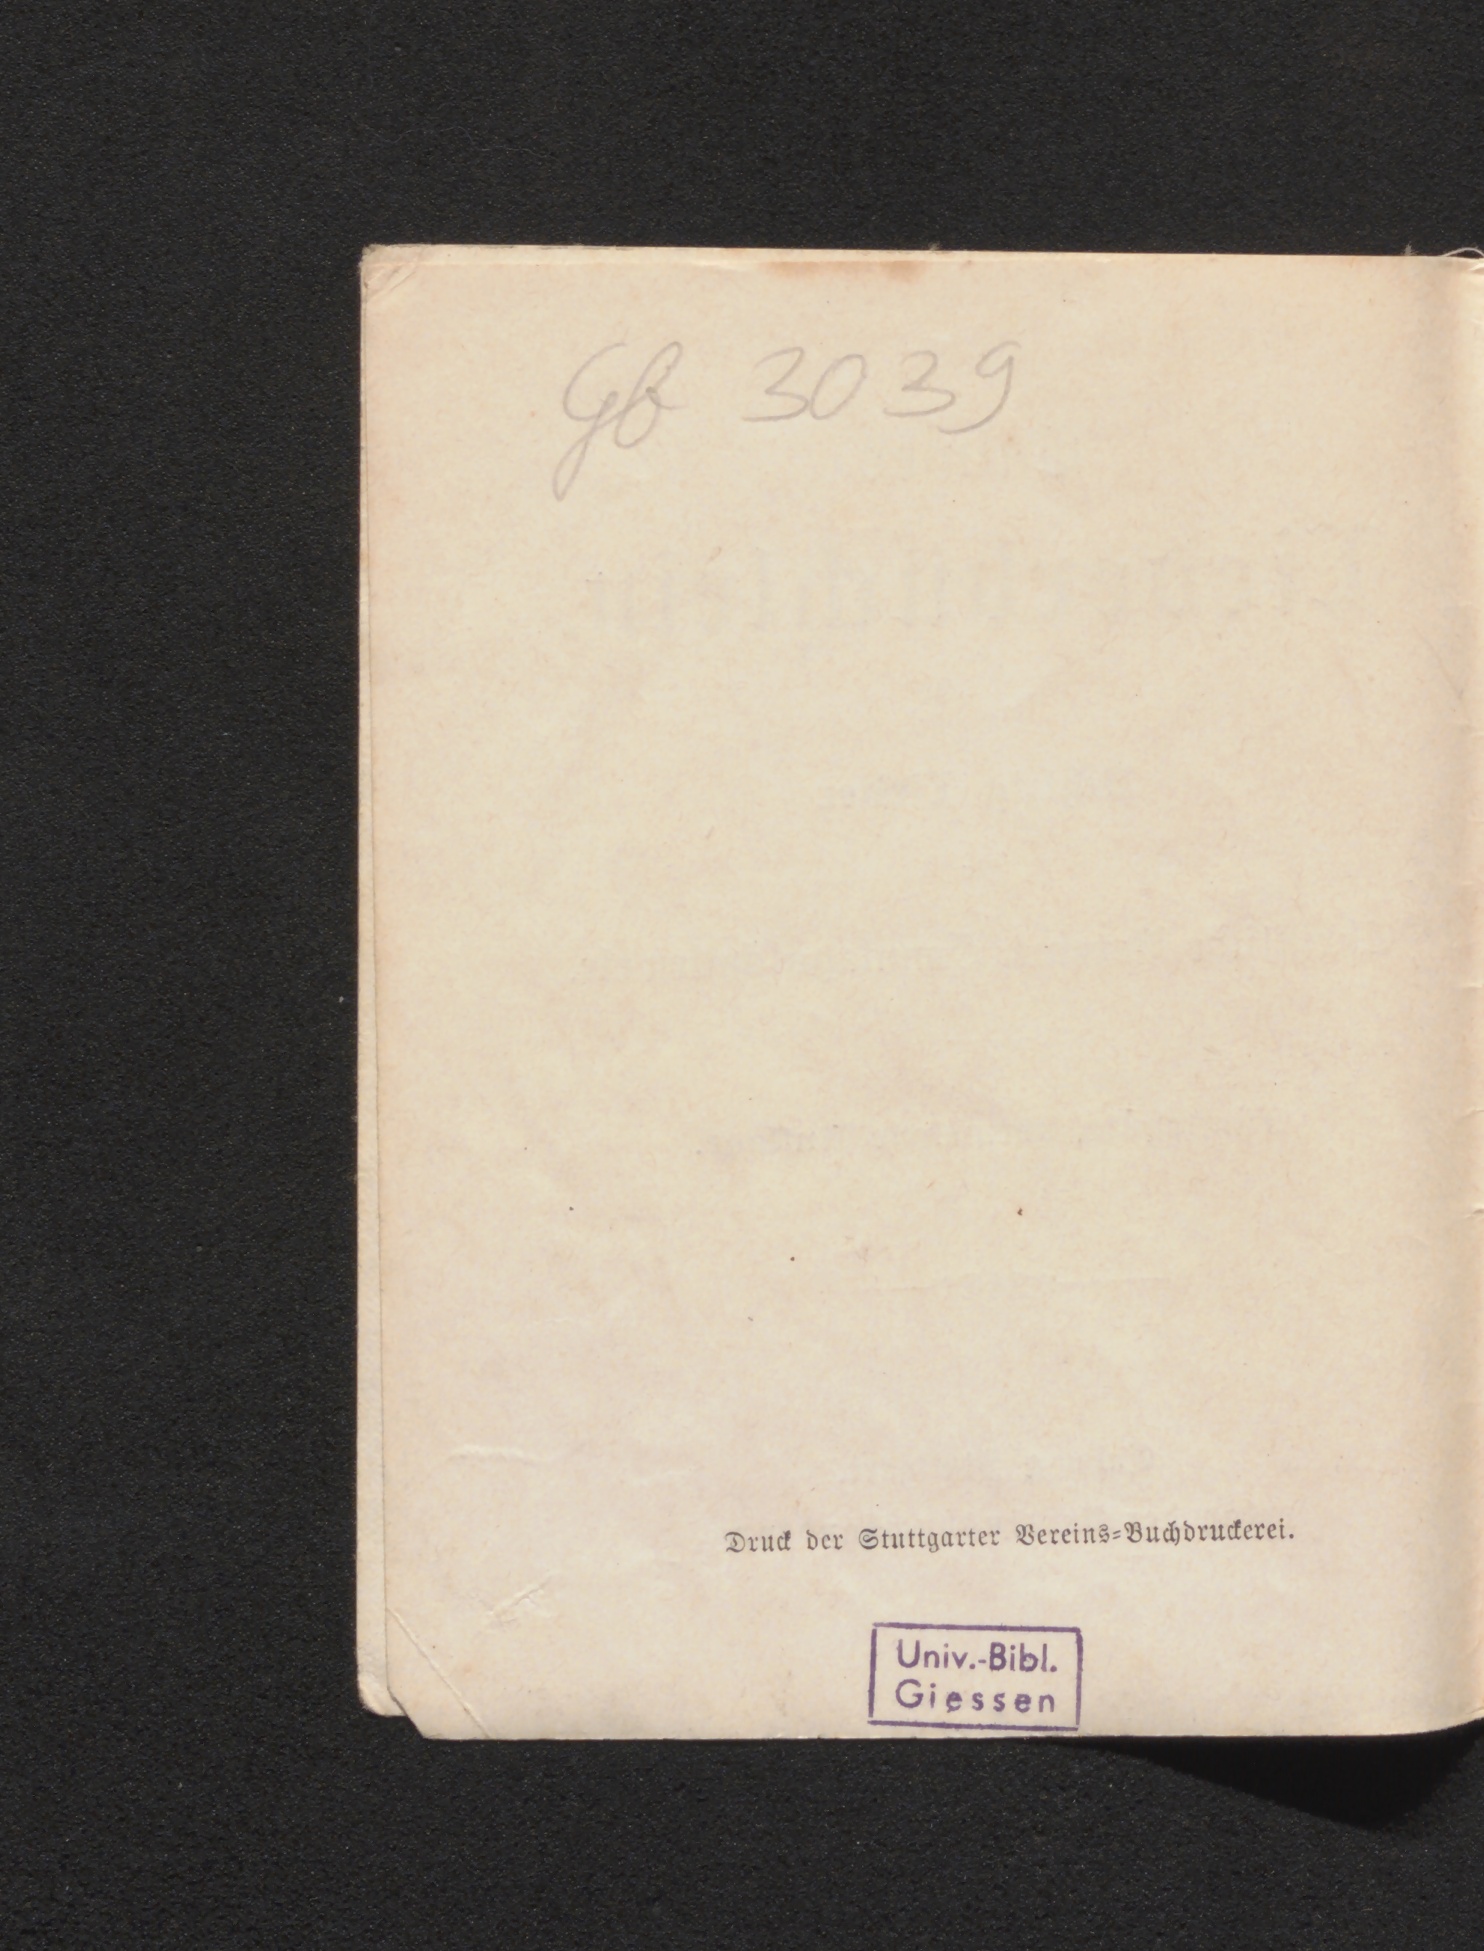 Gb 3039
Druck der Stuttgarter Vereins-Buchdruckerei.
Univ.-Bibl.
Giessen